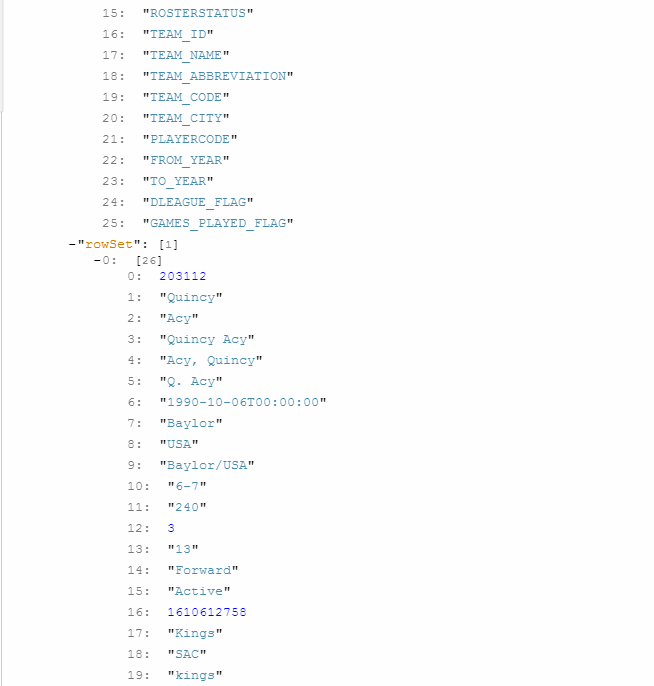 15: "ROSTERSTATUS"
16: "TEAM_ID"
17: "TEAM_NAME"
18: "TEAM_ABBREVIATION"
19: "TEAM_CODE"
20: "TEAM_CITY"
21: "PLAYERCODE"
22: "FROM_YEAR"
23: "TO_YEAR"
24: "DLEAGUE_FLAG"
25: "GAMES_PLAYED_FLAG"
-"rowSet": [1]
-0: [26]
0: 203112
1: "Quincy"
2: "Acy"
3: "Quincy Acy"
4: "Acy, Quincy"
5: "Q. Acy"
6: "1990-10-06T00:00:00"
7: "Baylor"
8: "USA"
9: "Baylor/USA"
10: "6-7"
11: "240"
12: 3
13: "13"
14: "Forward"
15: "Active"
16: 1610612758
17: "Kings"
18: "SAC"
19: "kings"